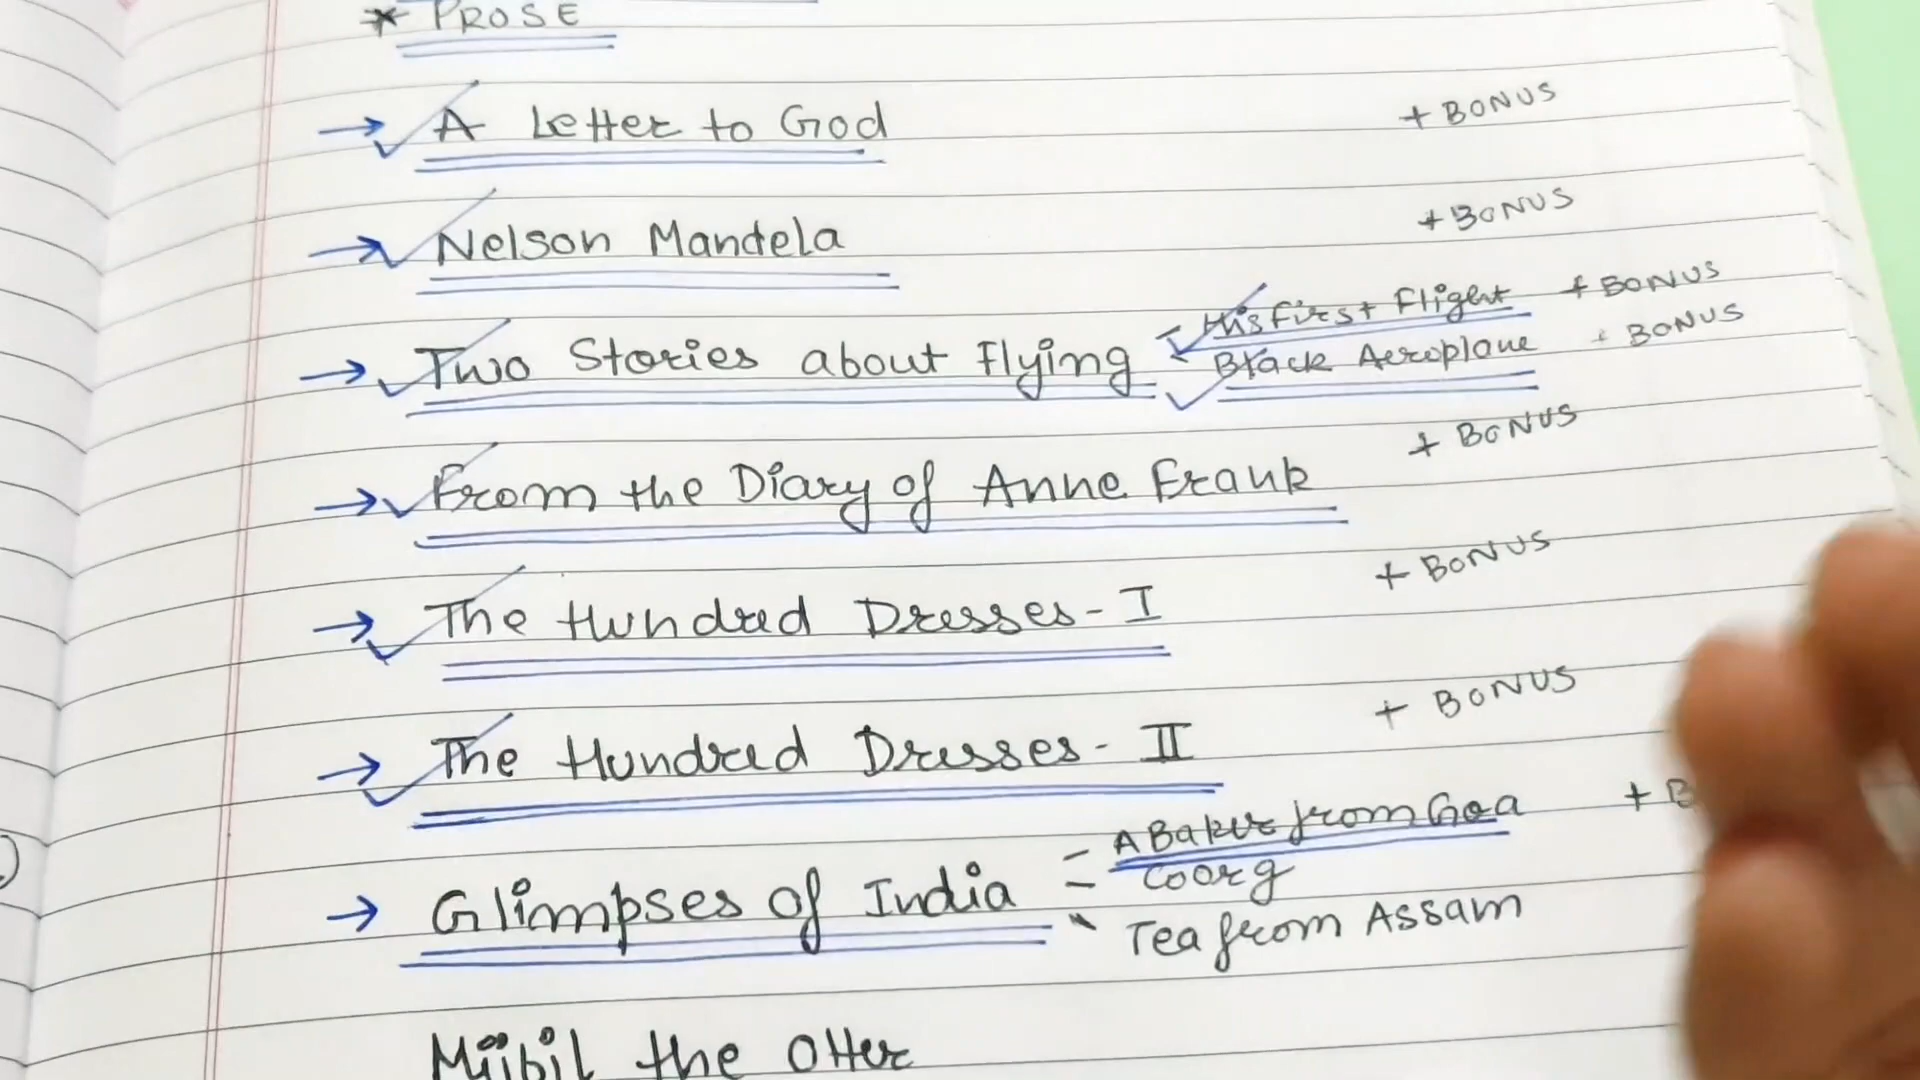 * PROSE
→ A Letter to God + BONUS
→ Nelson Mandela + BONUS
His First Flight + BONUS
→ Two Stories about Flying
Black Aeroplane + BONUS
→ From the Diary of Anne Frank + BONUS
→ The Hundred Dresses - I + BONUS
→ The Hundred Dresses - II + BONUS
A Baker from Goa + B
→ Glimpses of India - Coorg
Tea from Assam
Mijbil the Otter